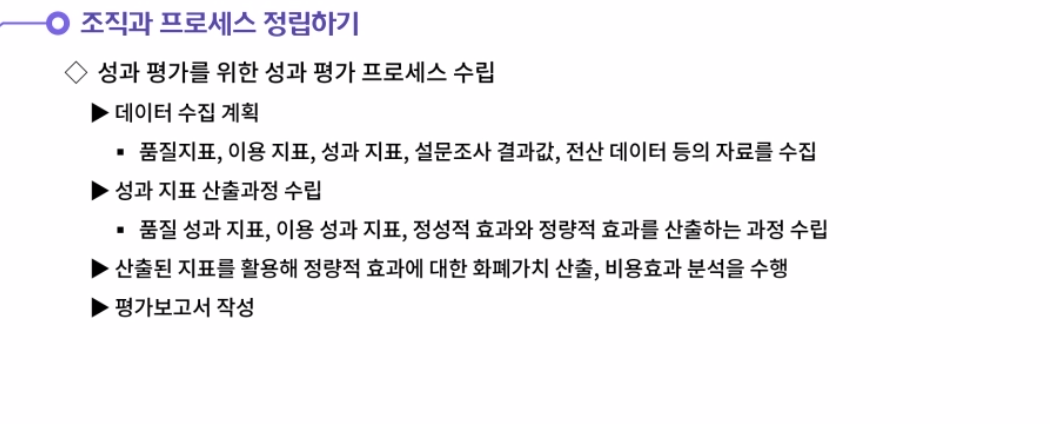 조직과 프로세스 정립하기
◇ 성과 평가를 위한 성과 평가 프로세스 수립
▶ 데이터 수집 계획
▪ 품질지표, 이용 지표, 성과 지표, 설문조사 결과값, 전산 데이터 등의 자료를 수집
▶ 성과 지표 산출과정 수립
▪ 품질 성과 지표, 이용 성과 지표, 정성적 효과와 정량적 효과를 산출하는 과정 수립
▶ 산출된 지표를 활용해 정량적 효과에 대한 화폐가치 산출, 비용효과 분석을 수행
▶ 평가보고서 작성